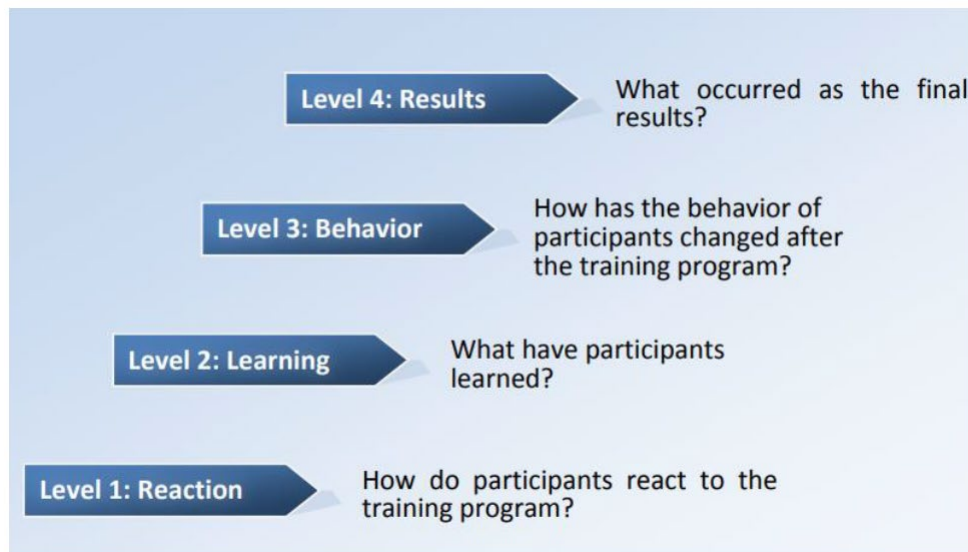 Level 4: Results
What occurred as the final
results?
Level 3: Behavior
How has the behavior of
participants changed after
the training program?
Level 2: Learning
What have participants
learned?
Level 1: Reaction
How do participants react to the
training program?